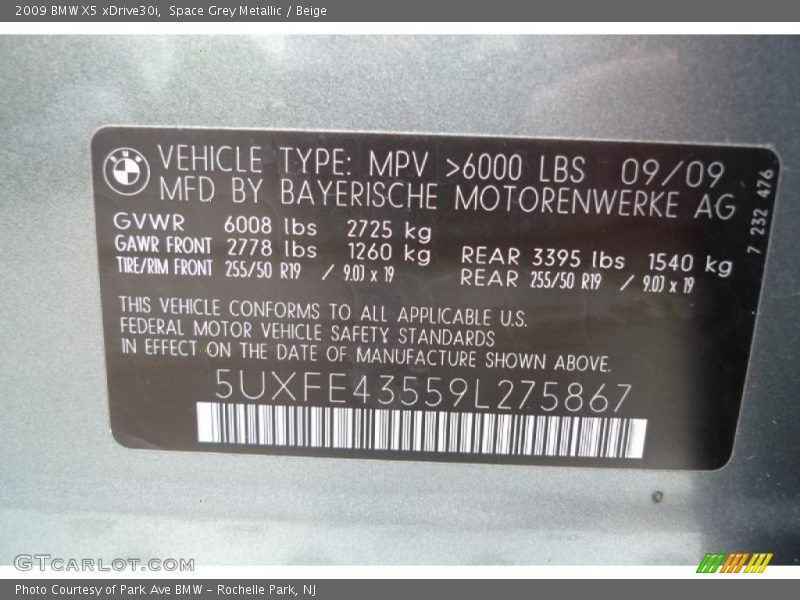 2009 BMW X5 xDrive30i, Space Grey Metallic / Beige
VEHICLE TYPE: MPV >6000 LBS 09/09
MFD BY BAYERISCHE MOTORENWERKE AG
7 232 476
GVWR 6008 lbs 2725 kg
GAWR FRONT 2778 lbs 1260 kg REAR 3395 lbs 1540 kg
TIRE/RIM FRONT 255/50 R19 / 9.0J x 19 REAR 255/50 R19 / 9.0J x 19
THIS VEHICLE CONFORMS TO ALL APPLICABLE U.S.
FEDERAL MOTOR VEHICLE SAFETY STANDARDS
IN EFFECT ON THE DATE OF MANUFACTURE SHOWN ABOVE.
5UXFE43559L275867
GTCARLOT.COM
Photo Courtesy of Park Ave BMW - Rochelle Park, NJ